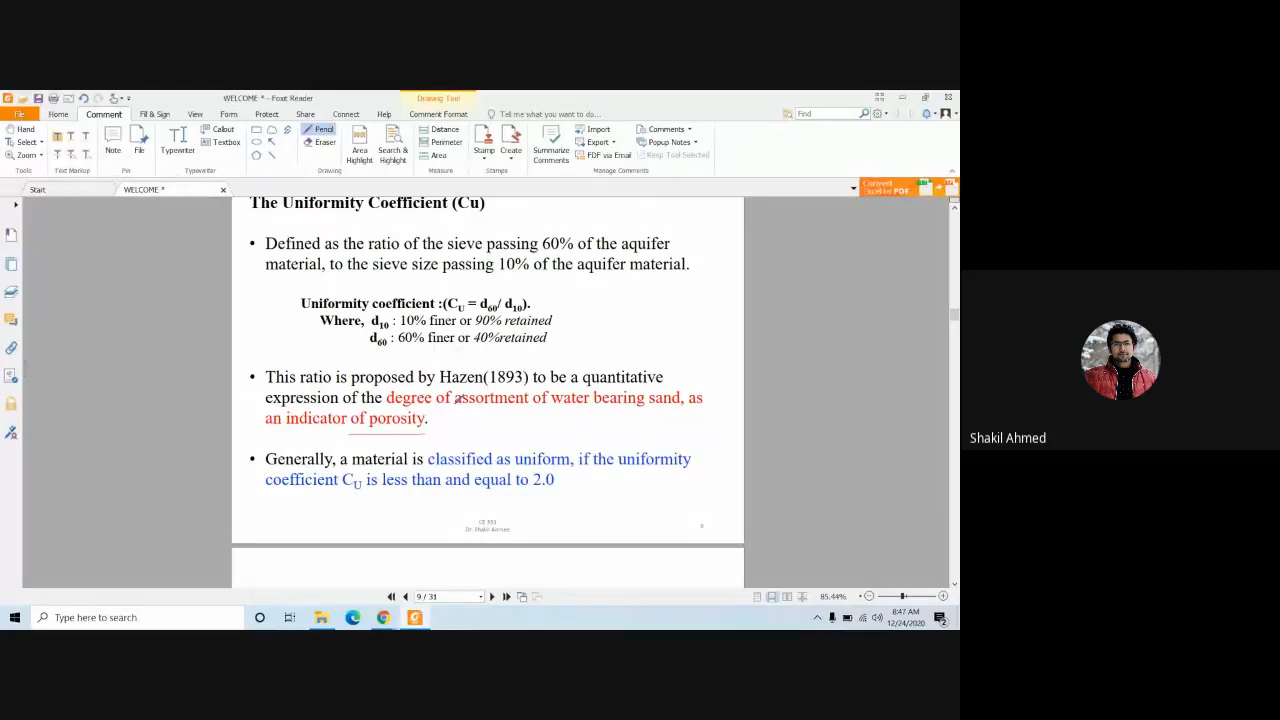 WELCOME * - Foxit Reader
Drawing Tool
File Home Comment Fill & Sign View Form Protect Share Connect Help Comment Format Tell me what you want to do... Find
Hand
Select
Zoom
Tools
T T T
T T T
Text Markup
Note
File
Pin
Typewriter
Callout
Textbox
Typewriter
Pencil
Eraser
Area Highlight
Search & Highlight
Drawing
Distance
Perimeter
Area
Measure
Stamp
Create
Stamps
Summarize Comments
Import
Export
FDF via Email
Comments
Popup Notes
Keep Tool Selected
Manage Comments
Start
WELCOME *
The Uniformity Coefficient (Cu)
• Defined as the ratio of the sieve passing 60% of the aquifer
material, to the sieve size passing 10% of the aquifer material.
Uniformity coefficient :(CU = d60/ d10).
Where, d10 : 10% finer or 90% retained
d60 : 60% finer or 40%retained
• This ratio is proposed by Hazen(1893) to be a quantitative
expression of the degree of assortment of water bearing sand, as
an indicator of porosity.
• Generally, a material is classified as uniform, if the uniformity
coefficient CU is less than and equal to 2.0
Dr. Shakil Ahmed
9 / 31
85.44%
Type here to search
8:47 AM
12/24/2020
2
Shakil Ahmed